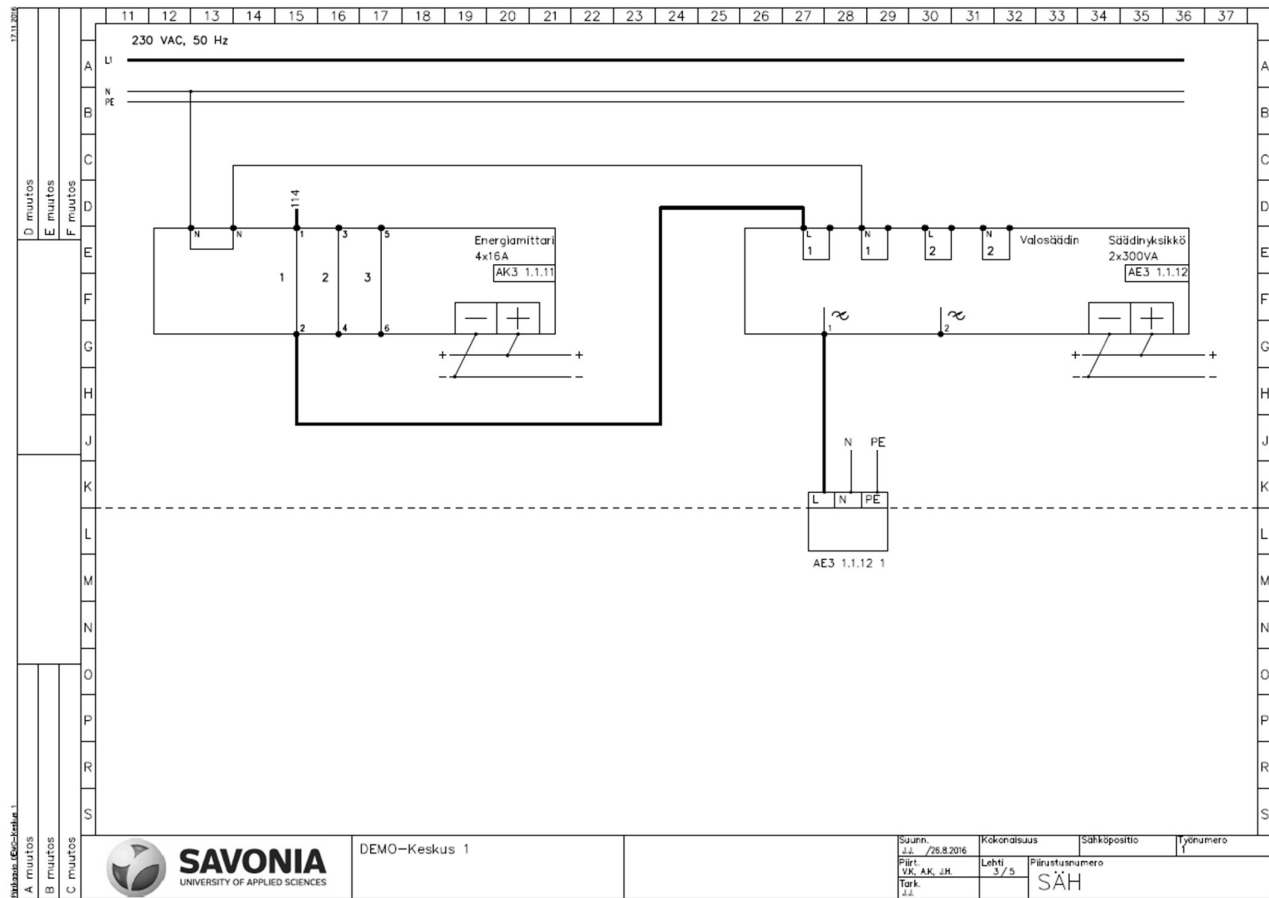 11 12 13 14 15 16 17 18 19 20 21 22 23 24 25 26 27 28 29 30 31 32 33 34 35 36 37
17.11.2016
230 VAC, 50 Hz
L1
N
PE
A
B
C
D
E
F
G
H
J
K
L
M
N
O
P
R
S
A
B
C
D
E
F
G
H
J
K
L
M
N
O
P
R
S
D muutos
E muutos
F muutos
A muutos
B muutos
C muutos
114
N N 1 3 5
Energiamittari
4x16A
AK3 1.1.11
1 2 3
2 4 6
— +
+ +
- -
L N L N
1 1 2 2
Valosäädin
Säädinyksikkö
2x300VA
AE3 1.1.12
1 2
— +
+ +
- -
N PE
L N PE
AE3 1.1.12 1
SAVONIA
UNIVERSITY OF APPLIED SCIENCES
DEMO-Keskus 1
Suunn.
J.J. /26.8.2016
Piirt.
V.K, A.K, J.H.
Tark.
J.J.
Kokonaisuus
Lehti
3/5
Sähköpositio
Työnumero
1
Piirustusnumero
SÄH